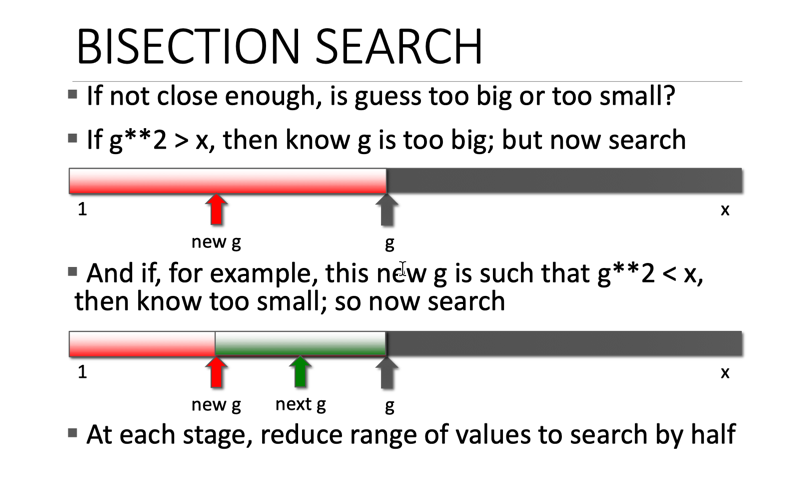 BISECTION SEARCH
▪ If not close enough, is guess too big or too small?
▪ If g**2 > x, then know g is too big; but now search
1 x
new g g
▪ And if, for example, this new g is such that g**2 < x,
then know too small; so now search
1 x
new g next g g
▪ At each stage, reduce range of values to search by half